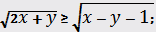 √(2x + y) ≥ √(x − y − 1);